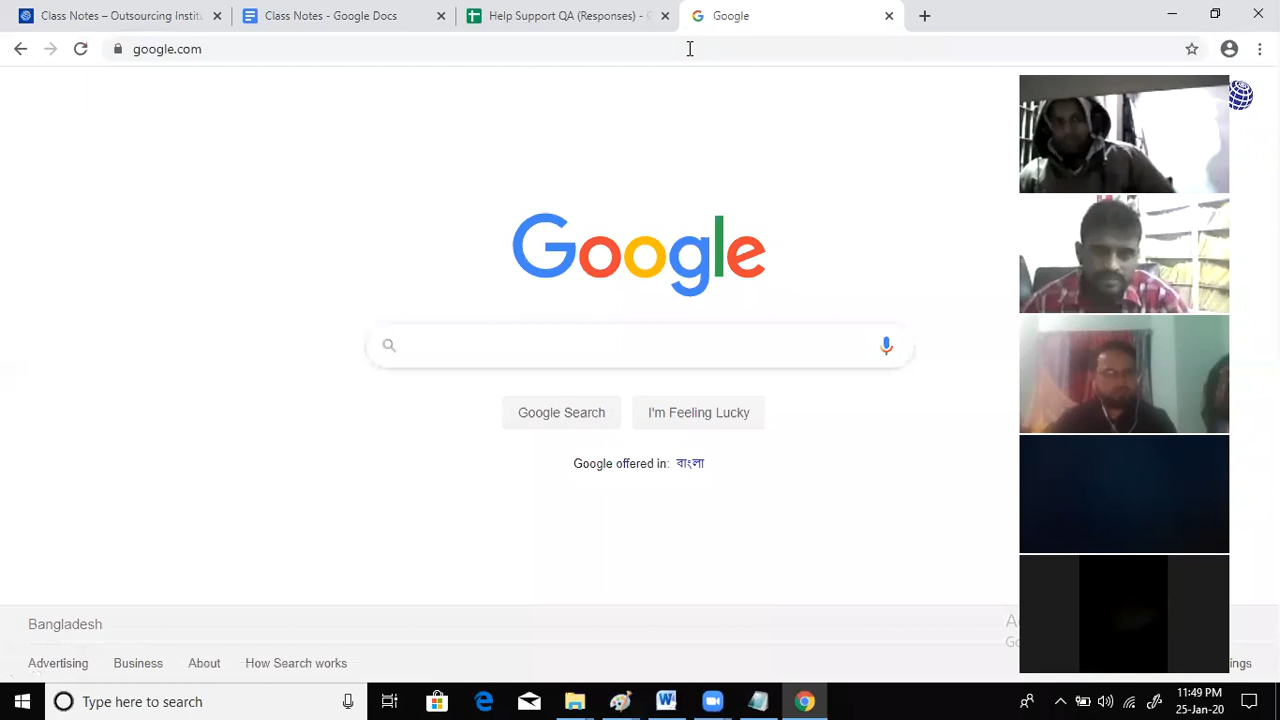 Class Notes – Outsourcing Institu
Class Notes - Google Docs
Help Support QA (Responses) - G
Google
google.com
Google
Google Search
I'm Feeling Lucky
Google offered in: বাংলা
Bangladesh
Advertising
Business
About
How Search works
ngs
Type here to search
11:49 PM
25-Jan-20